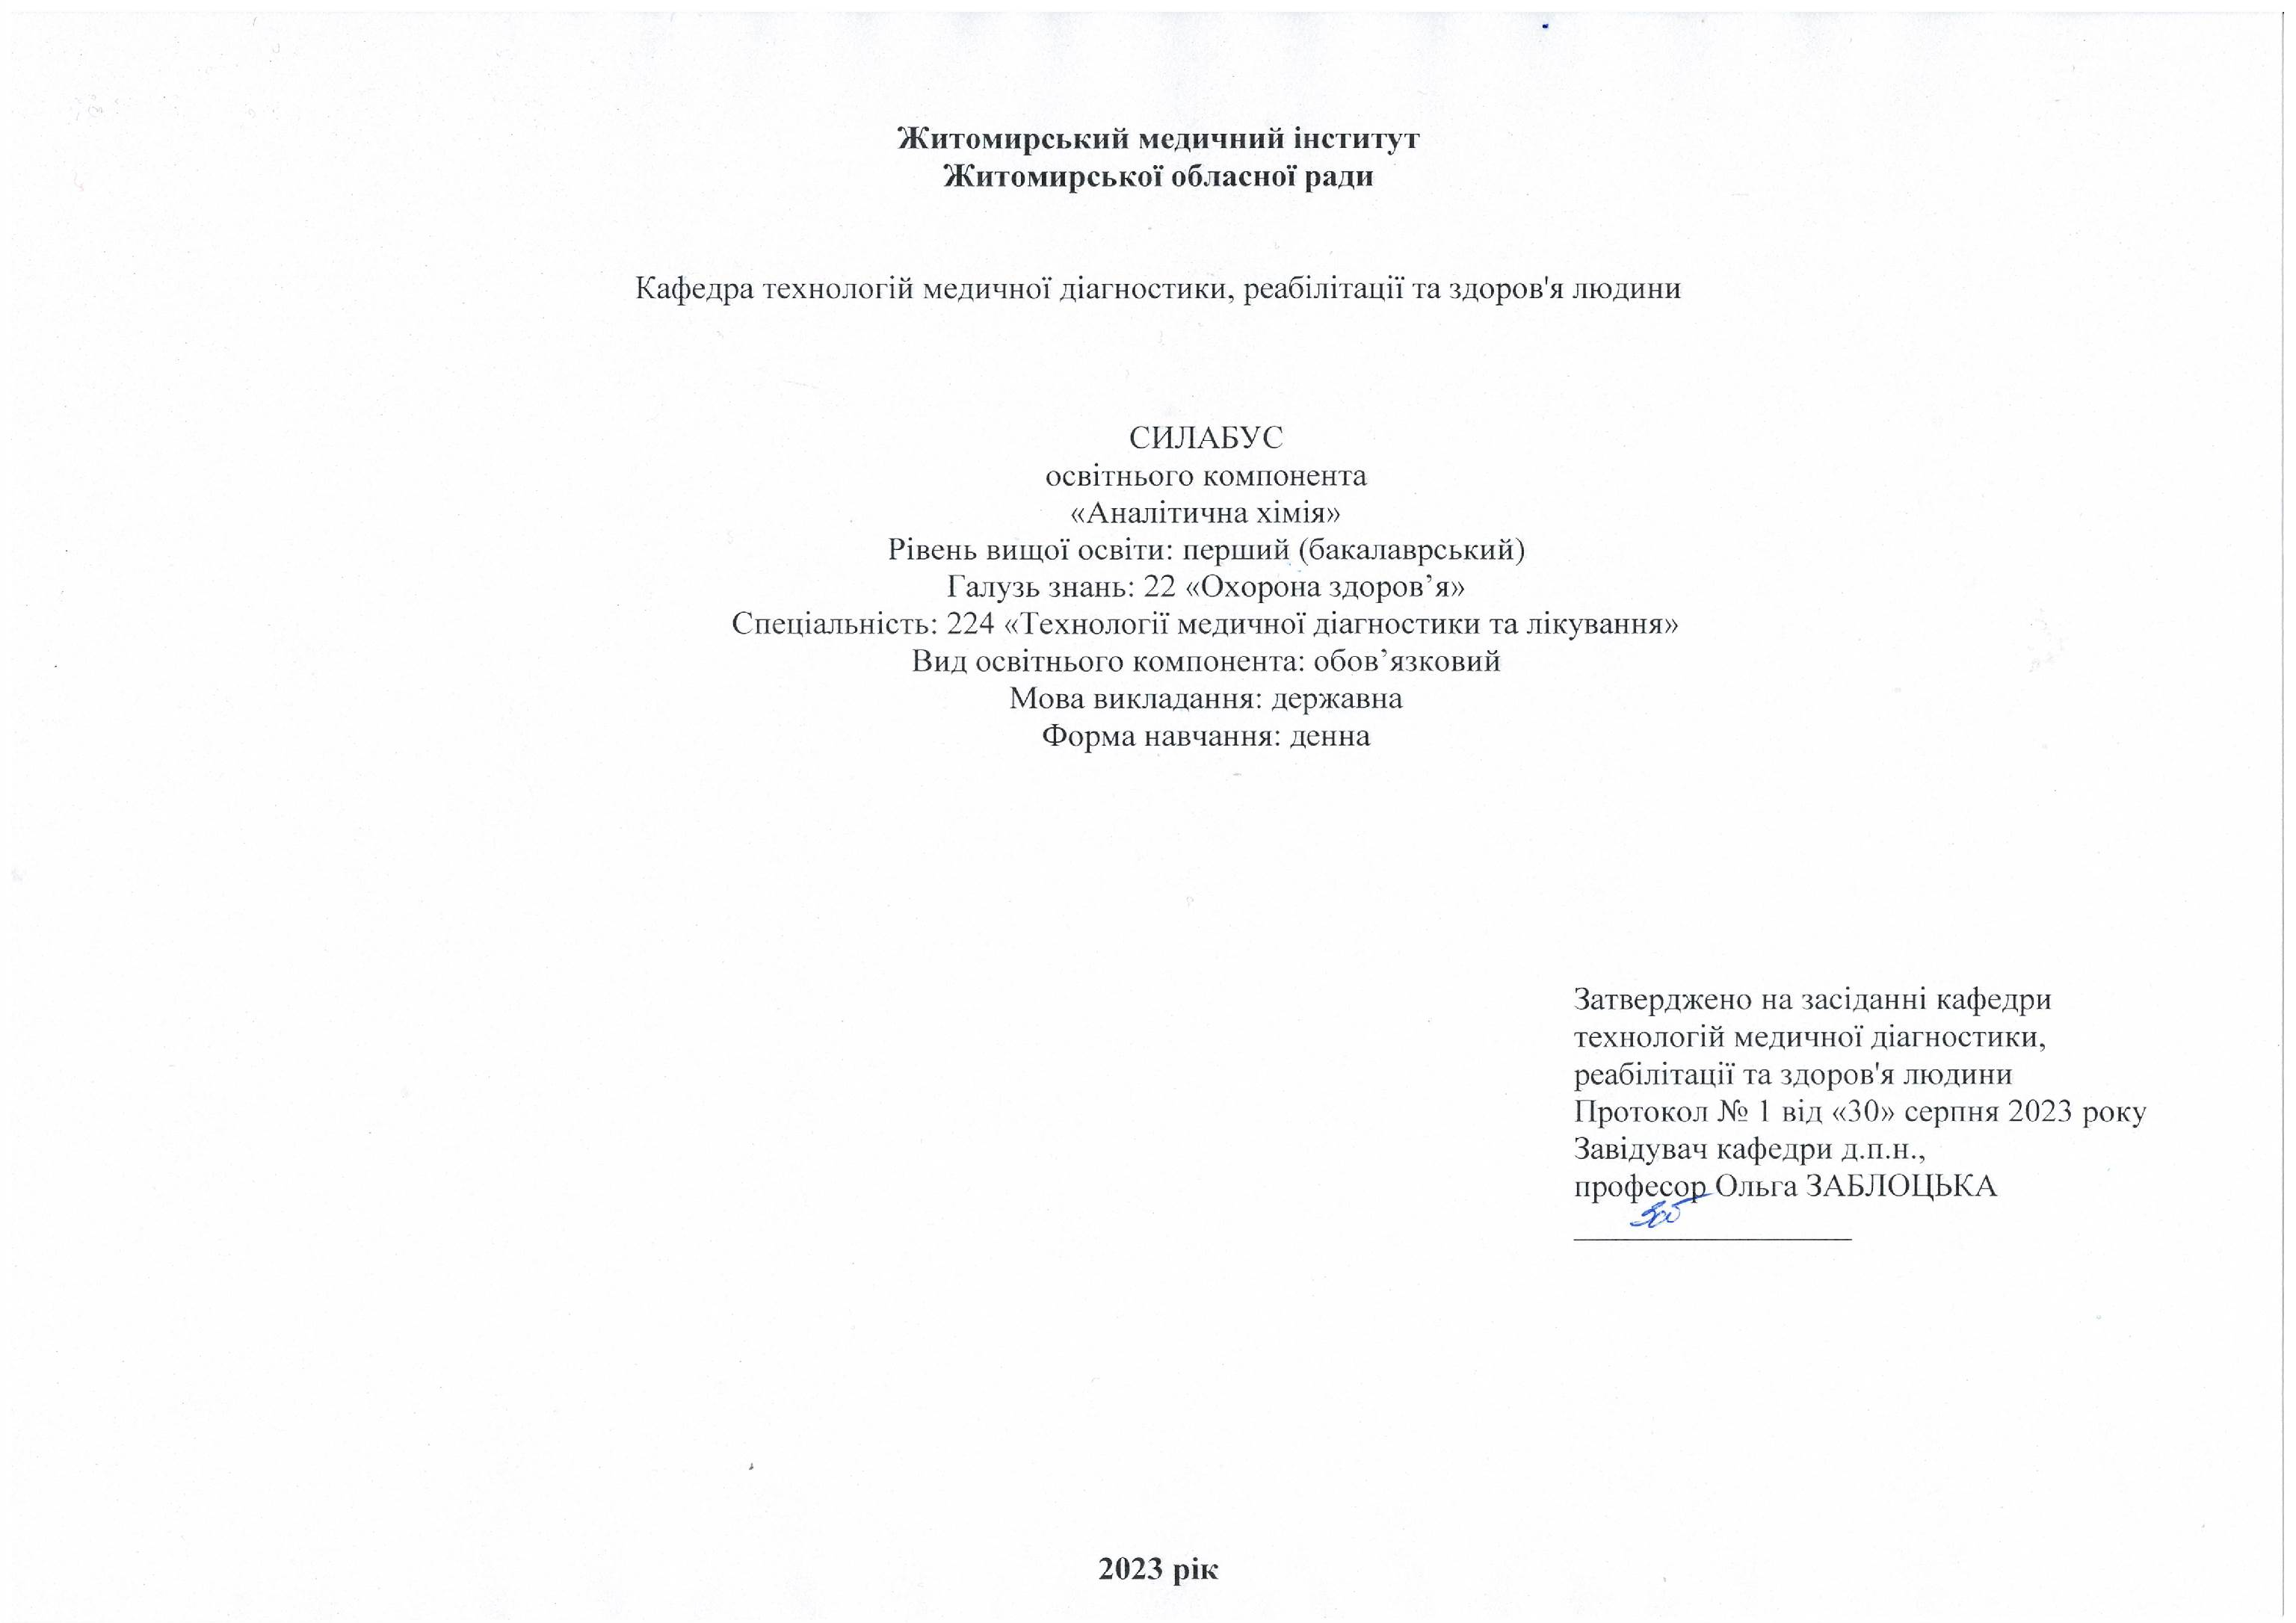 Житомирський медичний інститут
Житомирської обласної ради
Кафедра технологій медичної діагностики, реабілітації та здоров'я людини
СИЛАБУС
освітнього компонента
«Аналітична хімія»
Рівень вищої освіти: перший (бакалаврський)
Галузь знань: 22 «Охорона здоров’я»
Спеціальність: 224 «Технології медичної діагностики та лікування»
Вид освітнього компонента: обов’язковий
Мова викладання: державна
Форма навчання: денна
Затверджено на засіданні кафедри
технологій медичної діагностики,
реабілітації та здоров'я людини
Протокол № 1 від «30» серпня 2023 року
Завідувач кафедри д.п.н.,
професор Ольга ЗАБЛОЦЬКА
2023 рік